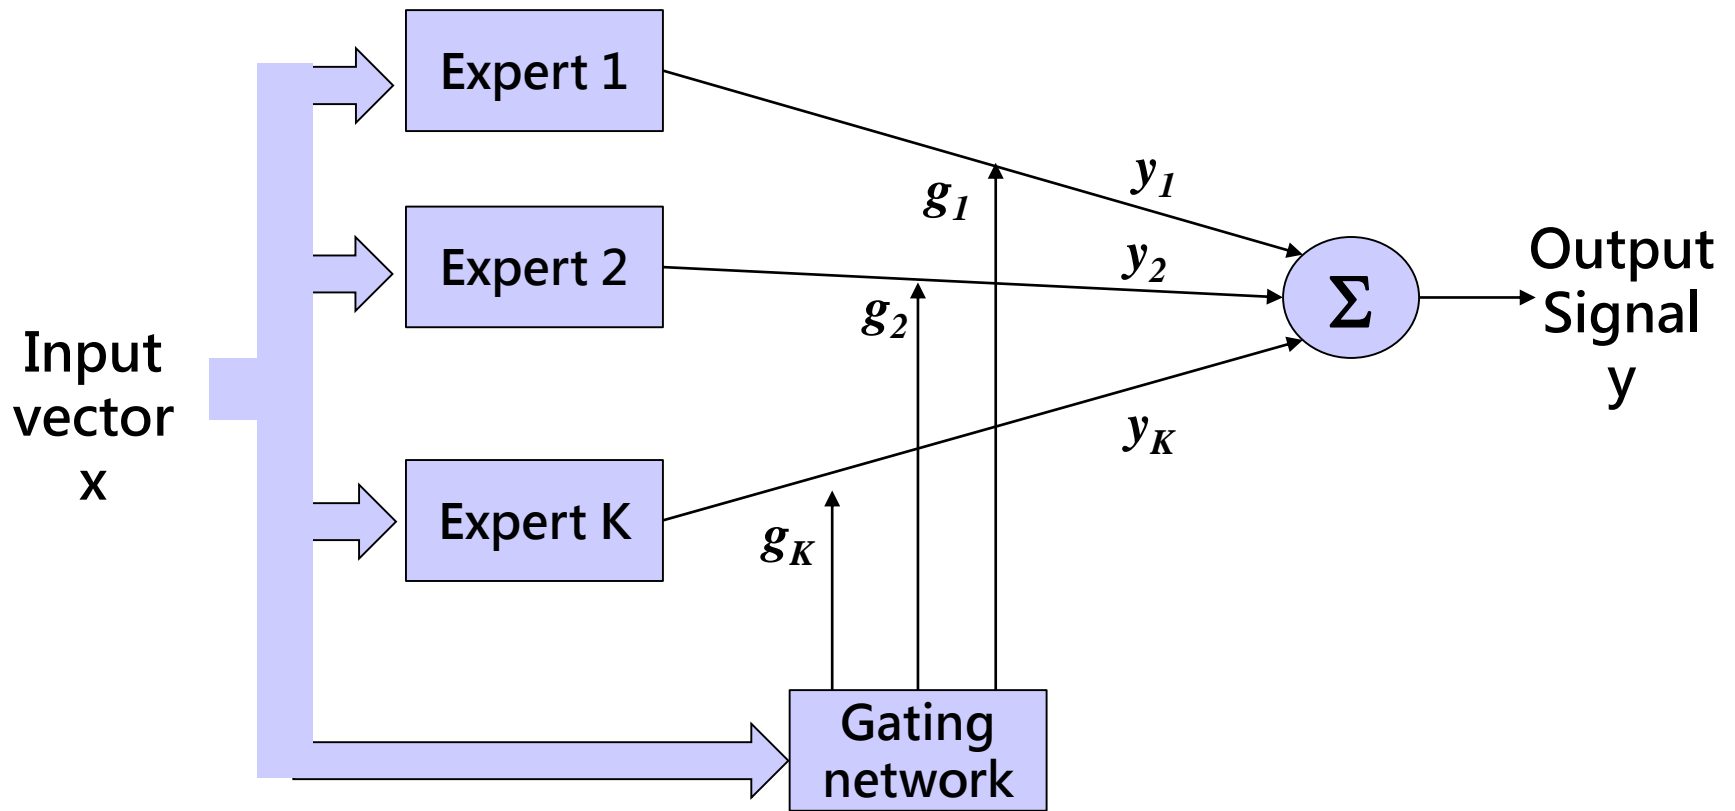 Expert 1
y1
g1
Expert 2
y2
g2
Σ
Output
Signal
y
Input
vector
x
yK
Expert K
gK
Gating
network